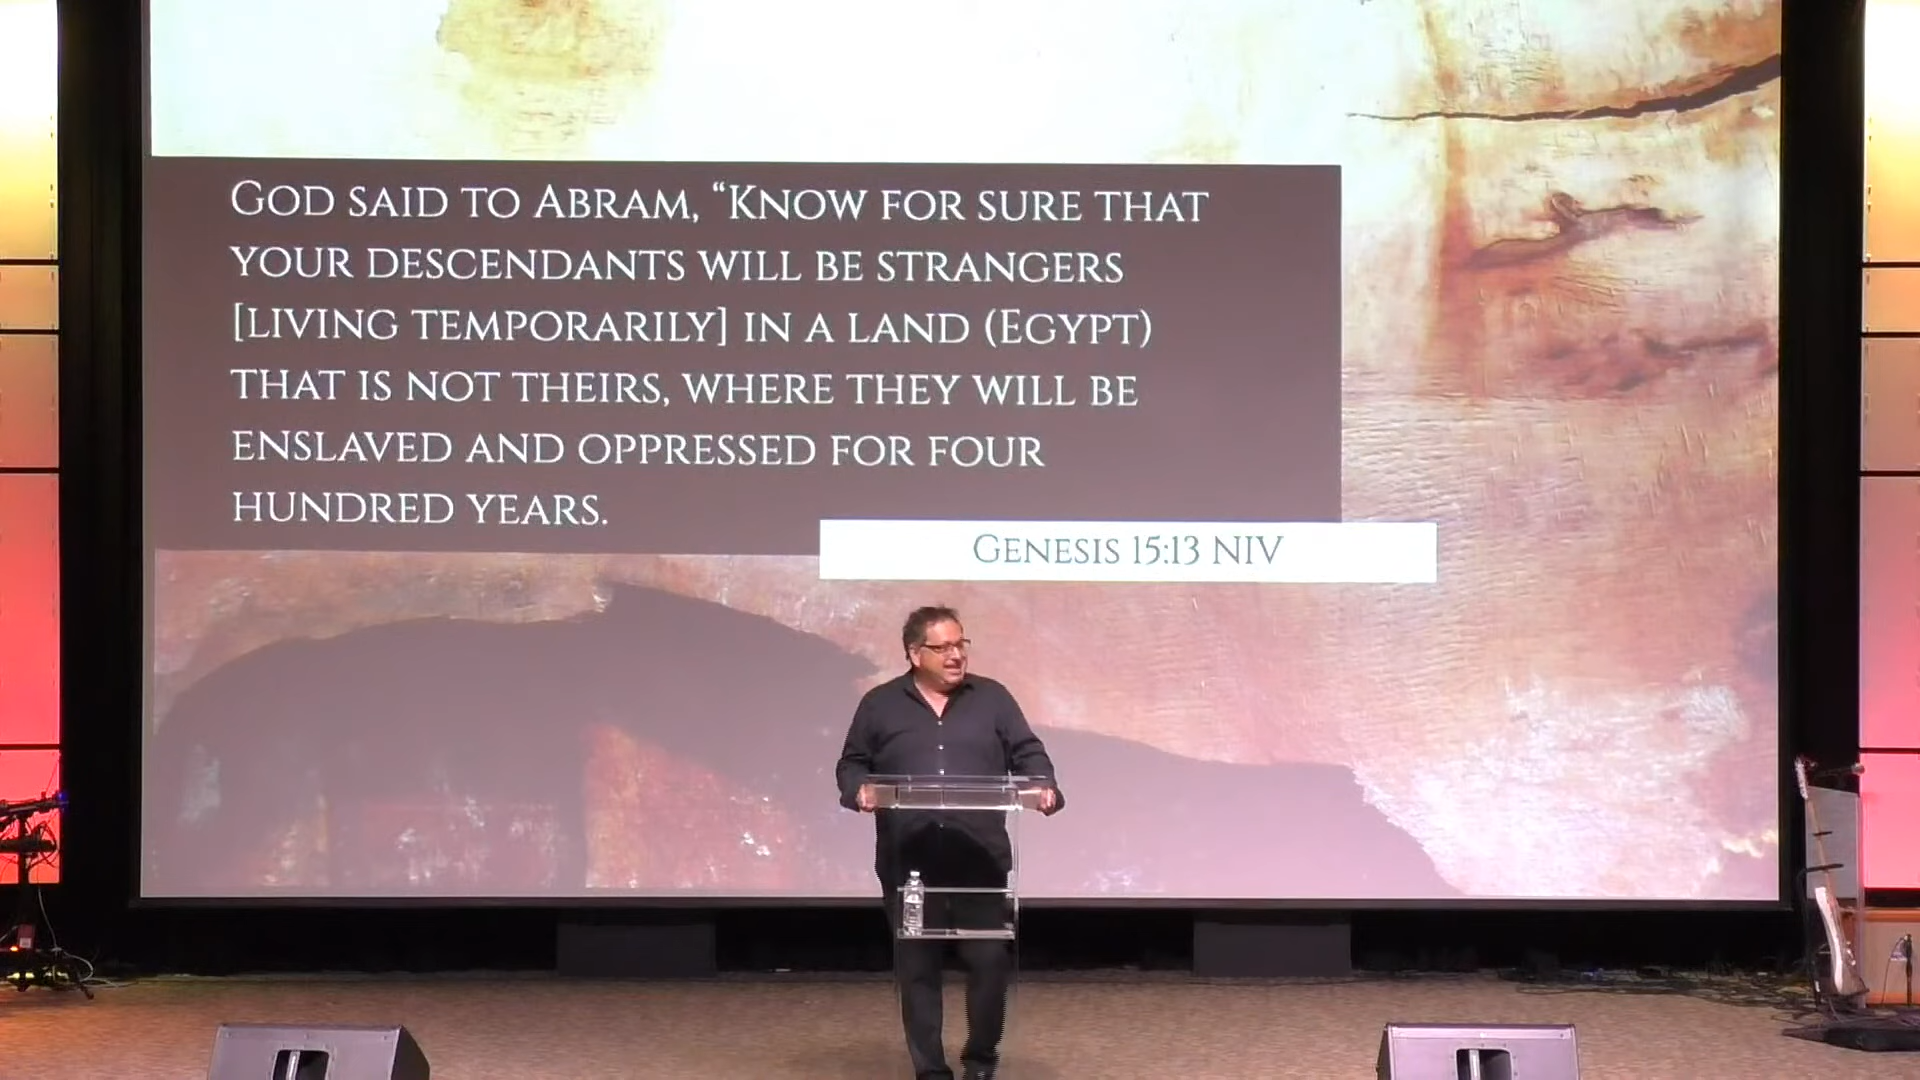 God said to Abram, “Know for sure that
your descendants will be strangers
[living temporarily] in a land (Egypt)
that is not theirs, where they will be
enslaved and oppressed for four
hundred years.
Genesis 15:13 NIV